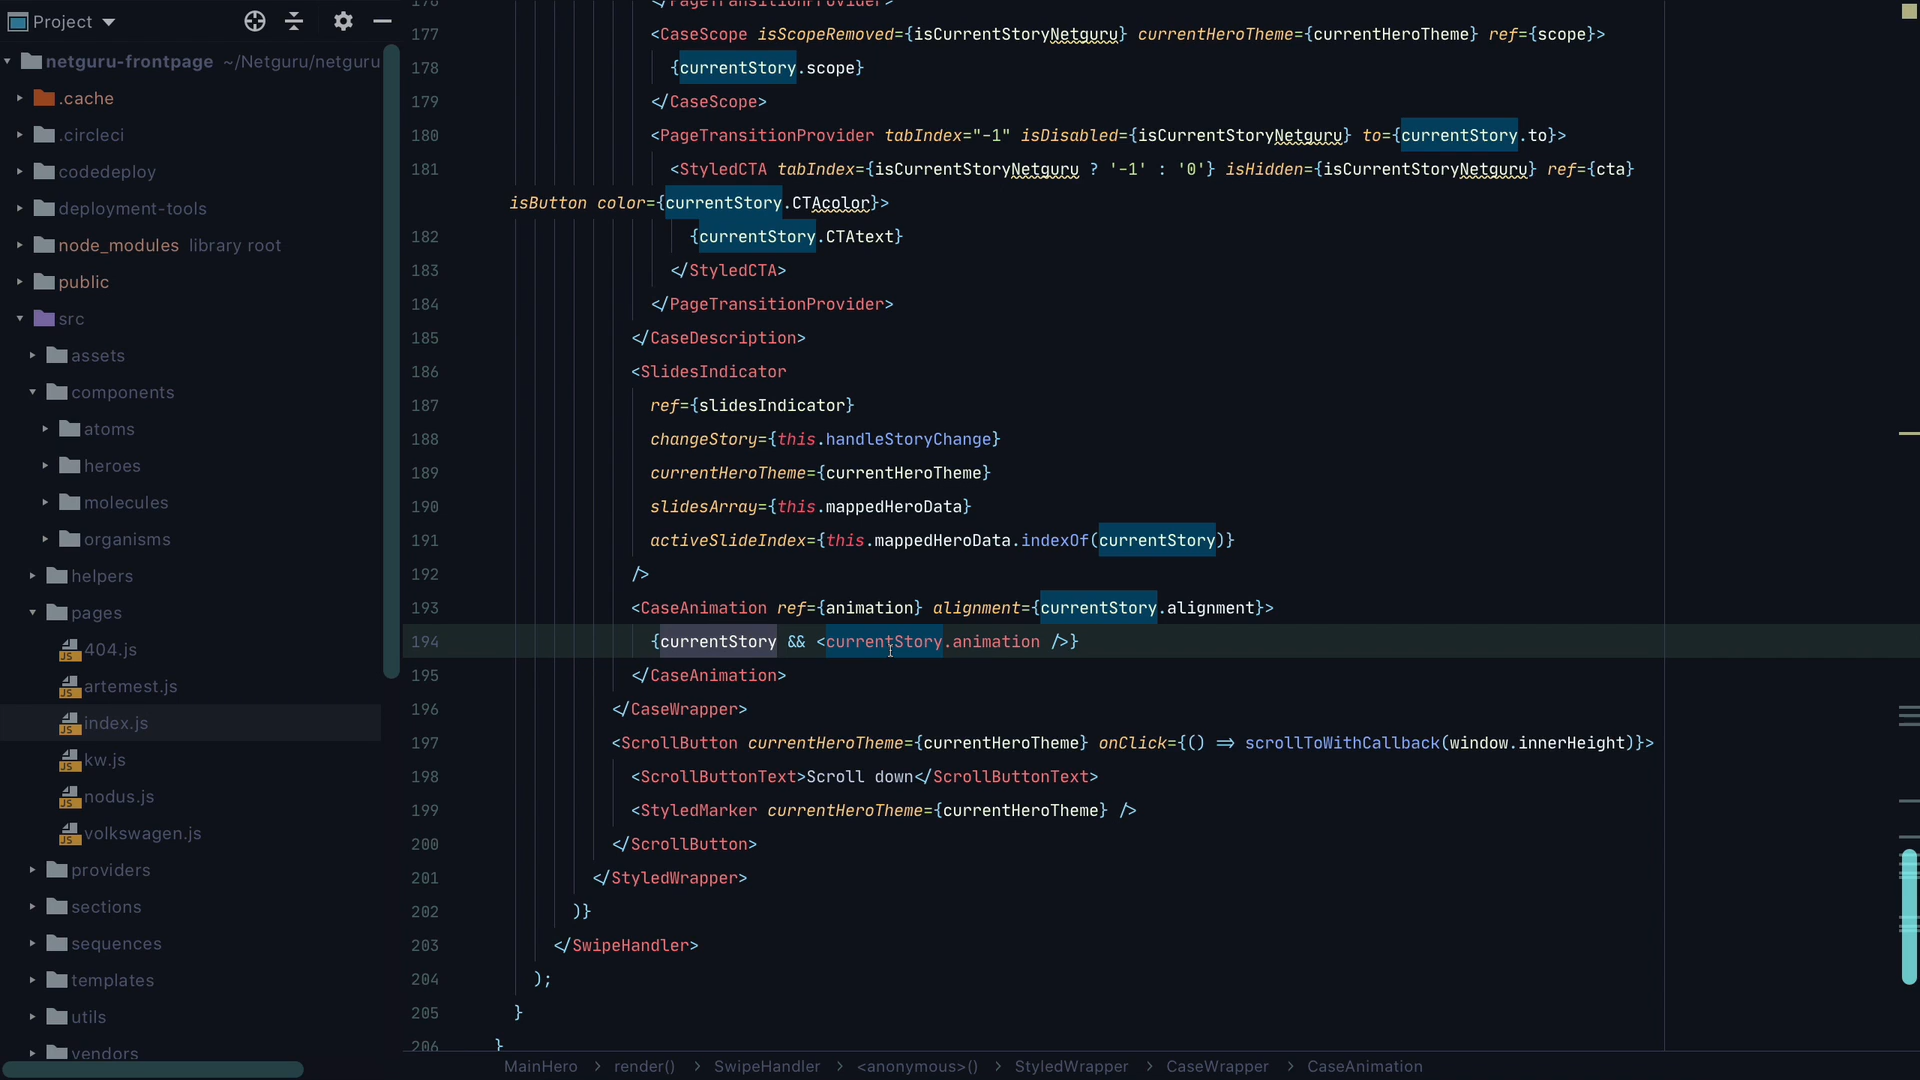 Project
netguru-frontpage ~/Netguru/netguru
.cache
.circleci
codedeploy
deployment-tools
node_modules library root
public
src
assets
components
atoms
heroes
molecules
organisms
helpers
pages
404.js
artemest.js
index.js
kw.js
nodus.js
volkswagen.js
providers
sections
sequences
templates
utils
vendors
176 </PageTransitionProvider>
177 <CaseScope isScopeRemoved={isCurrentStoryNetguru} currentHeroTheme={currentHeroTheme} ref={scope}>
178 {currentStory.scope}
179 </CaseScope>
180 <PageTransitionProvider tabIndex="-1" isDisabled={isCurrentStoryNetguru} to={currentStory.to}>
181 <StyledCTA tabIndex={isCurrentStoryNetguru ? '-1' : '0'} isHidden={isCurrentStoryNetguru} ref={cta}
isButton color={currentStory.CTAcolor}>
182 {currentStory.CTAtext}
183 </StyledCTA>
184 </PageTransitionProvider>
185 </CaseDescription>
186 <SlidesIndicator
187 ref={slidesIndicator}
188 changeStory={this.handleStoryChange}
189 currentHeroTheme={currentHeroTheme}
190 slidesArray={this.mappedHeroData}
191 activeSlideIndex={this.mappedHeroData.indexOf(currentStory)}
192 />
193 <CaseAnimation ref={animation} alignment={currentStory.alignment}>
194 {currentStory && <currentStory.animation />}
195 </CaseAnimation>
196 </CaseWrapper>
197 <ScrollButton currentHeroTheme={currentHeroTheme} onClick={() => scrollToWithCallback(window.innerHeight)}>
198 <ScrollButtonText>Scroll down</ScrollButtonText>
199 <StyledMarker currentHeroTheme={currentHeroTheme} />
200 </ScrollButton>
201 </StyledWrapper>
202 )}
203 </SwipeHandler>
204 );
205 }
206 }
MainHero > render() > SwipeHandler > <anonymous>() > StyledWrapper > CaseWrapper > CaseAnimation